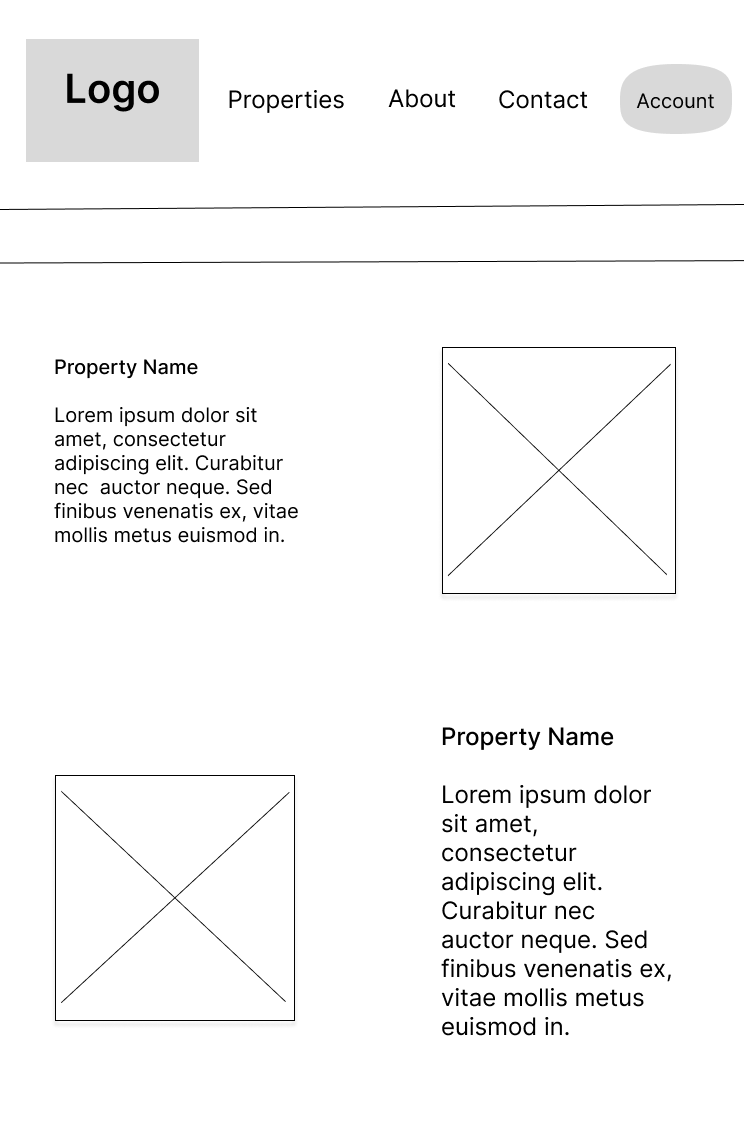 Logo
Properties
About
Contact
Account
Property Name
Lorem ipsum dolor sit
amet, consectetur
adipiscing elit. Curabitur
nec  auctor neque. Sed
finibus venenatis ex, vitae
mollis metus euismod in.
Property Name
Lorem ipsum dolor
sit amet,
consectetur
adipiscing elit.
Curabitur nec
auctor neque. Sed
finibus venenatis ex,
vitae mollis metus
euismod in.